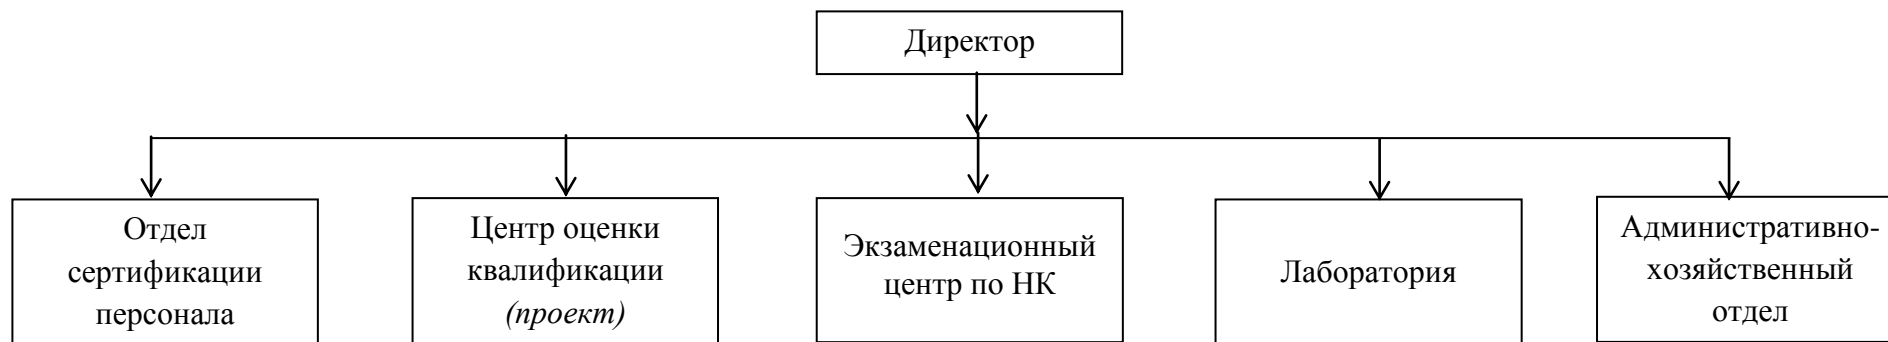 Директор
Отдел
сертификации
персонала
Центр оценки
квалификации
(проект)
Экзаменационный
центр по НК
Лаборатория
Административно-
хозяйственный
отдел